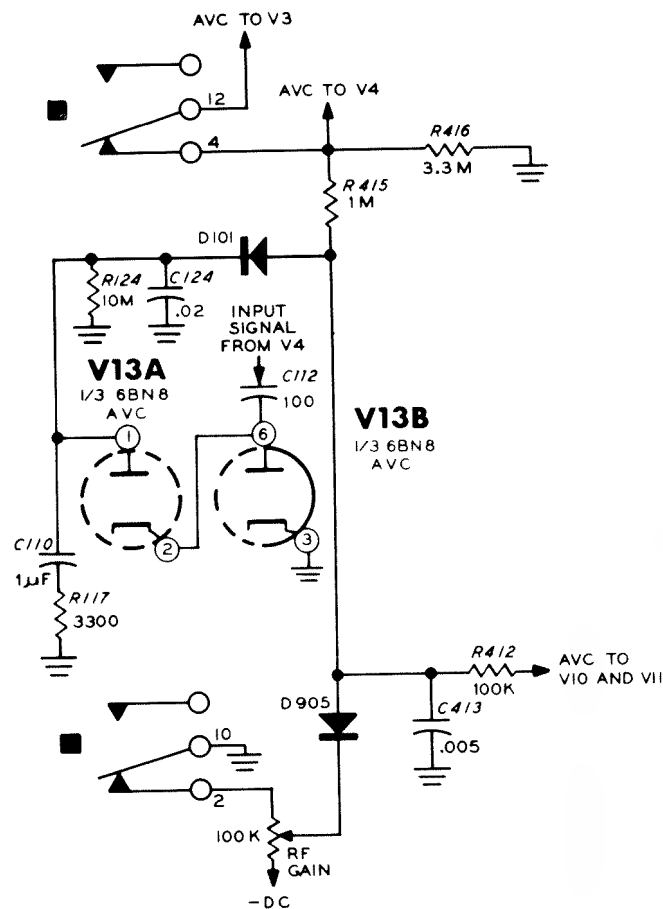 AVC TO V3
12
4
AVC TO V4
R416
3.3M
R415
1M
D101
R124
10M
C124
.02
INPUT
SIGNAL
FROM V4
C112
100
V13A
1/3 6BN8
AVC
V13B
1/3 6BN8
AVC
1
2
6
3
C110
1µF
R117
3300
R412
100K
AVC TO
V10 AND V11
D905
C413
.005
10
2
100K
RF
GAIN
-DC